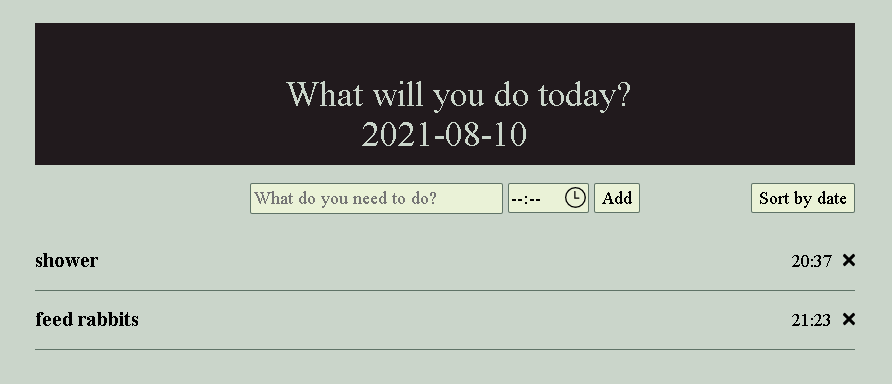 What will you do today?
2021-08-10
What do you need to do? --:-- Add Sort by date
shower 20:37
feed rabbits 21:23